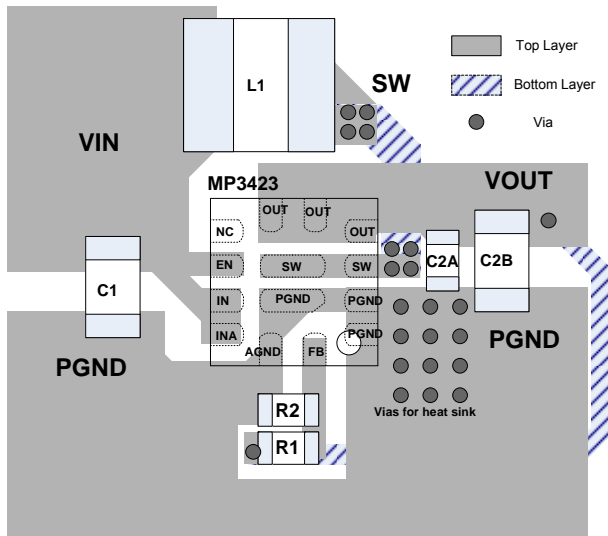 Top Layer
L1
SW
Bottom Layer
Via
VIN
MP3423
VOUT
OUT OUT
NC OUT
EN SW SW C2A C2B
C1
IN PGND PGND
INA PGND
PGND PGND
AGND FB
R2
Vias for heat sink
R1